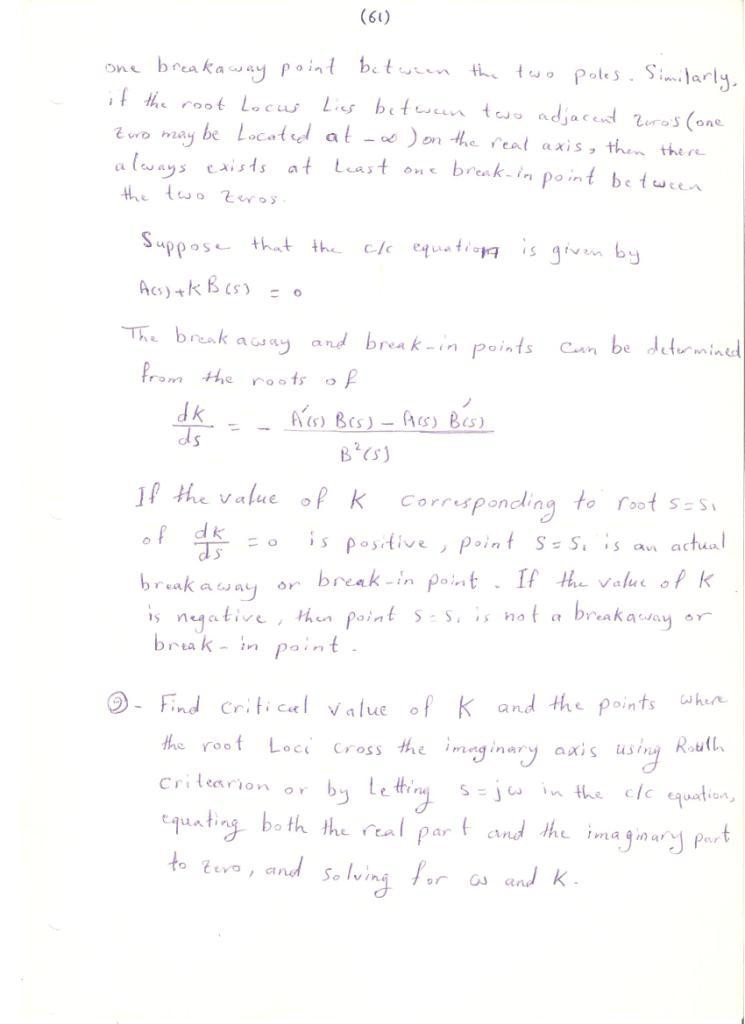 (61)
one breakaway point between the two poles. Similarly,
if the root Locus Lies between two adjacent zeros (one
zero may be Located at -∞) on the real axis, then there
always exists at Least one break-in point between
the two zeros.
Suppose that the c/c equation is given by
A(s) + K B(s) = 0
The break away and break-in points can be determined
from the roots of
dk/ds = - (A'(s) B(s) - A(s) B'(s)) / B²(s)
If the value of K corresponding to root s=s₁
of dk/ds = 0 is positive, point s=s₁ is an actual
breakaway or break-in point. If the value of K
is negative, then point s=s₁ is not a breakaway or
break-in point.
⑨- Find critical value of K and the points where
the root Loci cross the imaginary axis using Routh
critearion or by Letting s=jω in the c/c equation,
equating both the real part and the imaginary part
to zero, and solving for ω and K.